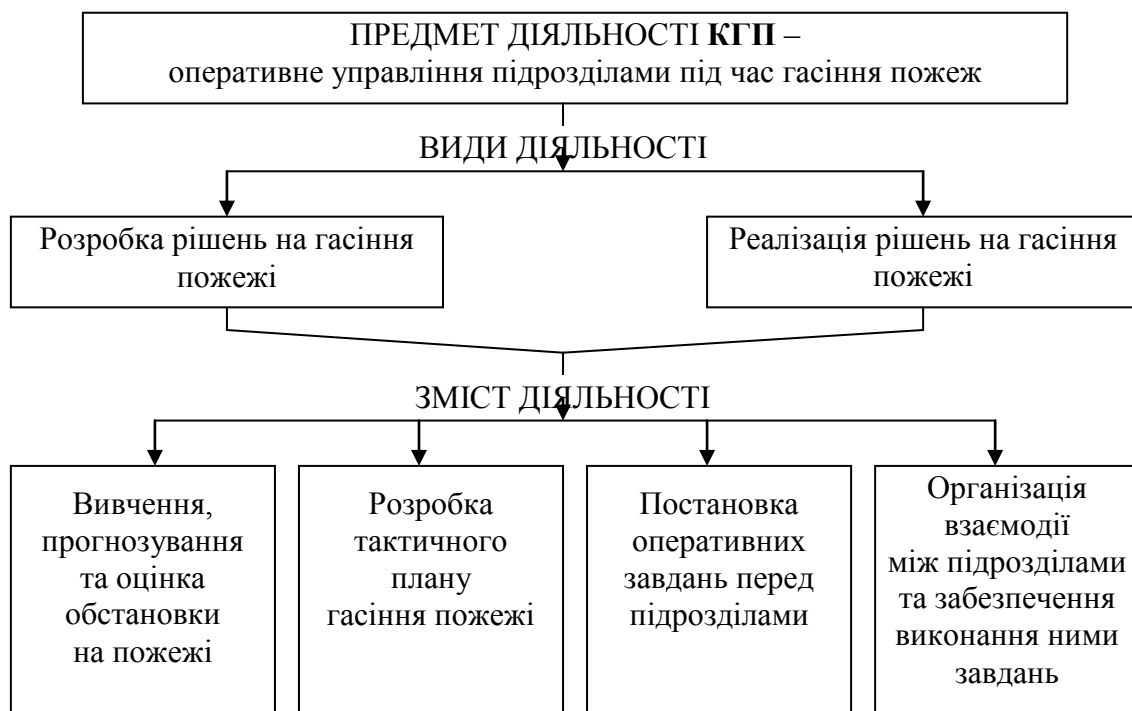 ПРЕДМЕТ ДІЯЛЬНОСТІ КГП –
оперативне управління підрозділами під час гасіння пожеж
ВИДИ ДІЯЛЬНОСТІ
Розробка рішень на гасіння
пожежі
Реалізація рішень на гасіння
пожежі
ЗМІСТ ДІЯЛЬНОСТІ
Вивчення,
прогнозування
та оцінка
обстановки
на пожежі
Розробка
тактичного
плану
гасіння пожежі
Постановка
оперативних
завдань перед
підрозділами
Організація
взаємодії
між підрозділами
та забезпечення
виконання ними
завдань